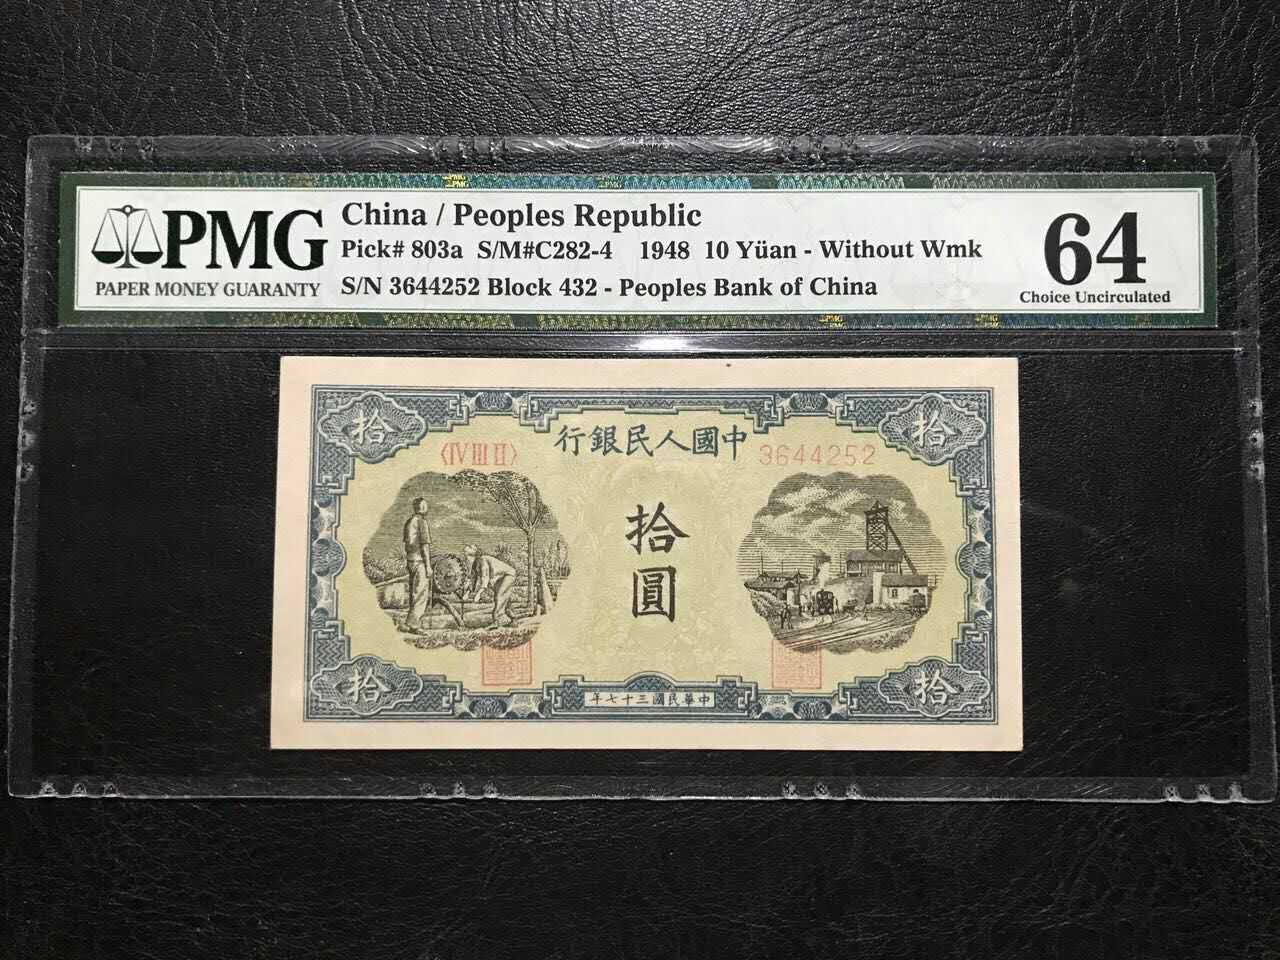 PMG
PAPER MONEY GUARANTY
China / Peoples Republic
Pick# 803a S/M#C282-4 1948 10 Yüan - Without Wmk
S/N 3644252 Block 432 - Peoples Bank of China
64
Choice Uncirculated
拾
行銀民人國中
拾
〈IV III II〉
3644252
拾
圓
拾
年七十三國民華中
拾